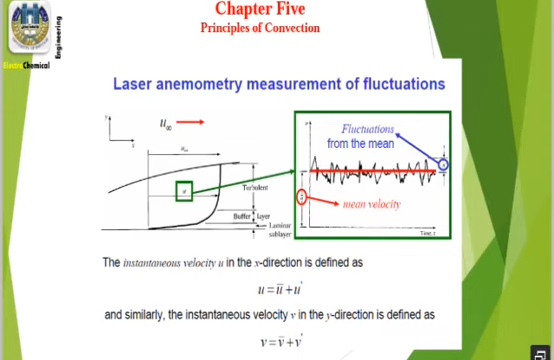 Chapter Five
Principles of Convection
ElectroChemical
Engineering
Laser anemometry measurement of fluctuations
y
x
u∞
u∞
u
Turbulent
Buffer layer
Laminar
sublayer
u
Fluctuations
from the mean
mean velocity
Time, t
The instantaneous velocity u in the x-direction is defined as
u = u̅ + u'
and similarly, the instantaneous velocity v in the y-direction is defined as
v = v̅ + v'